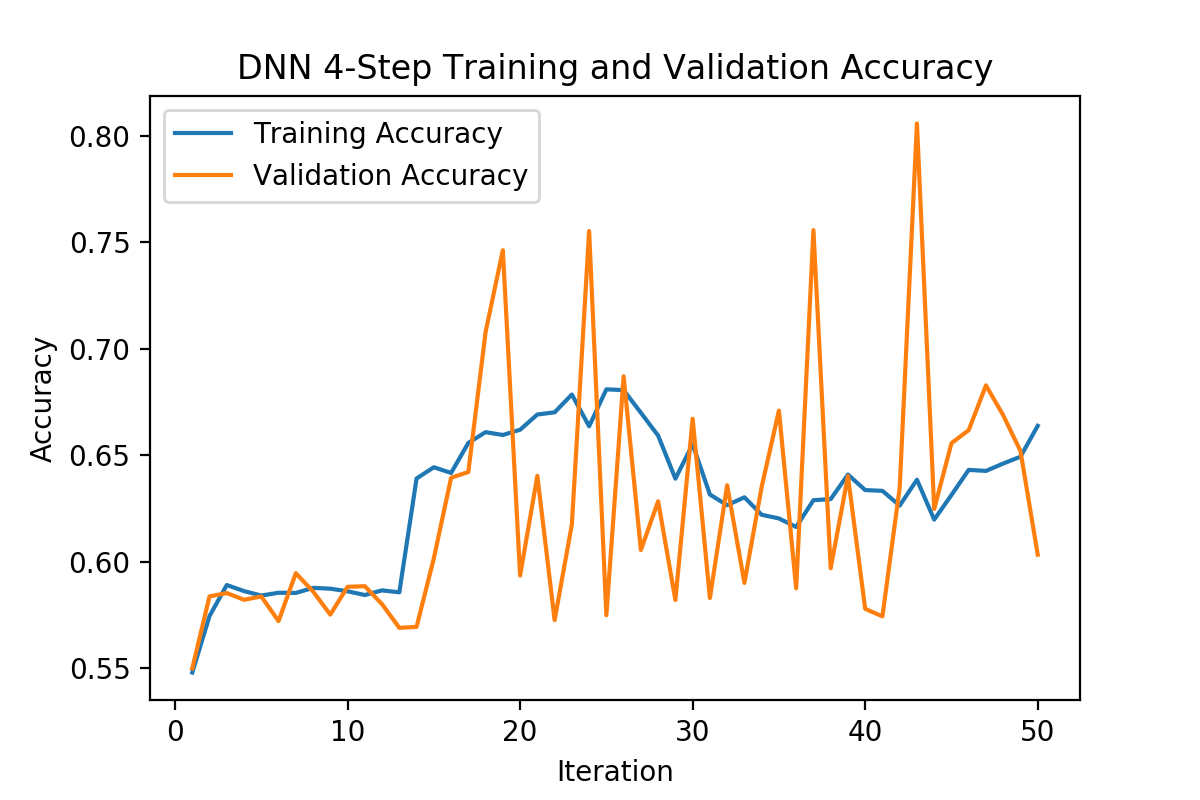 DNN 4-Step Training and Validation Accuracy
Training Accuracy
Validation Accuracy
0.80
0.75
0.70
0.65
0.60
0.55
Accuracy
0 10 20 30 40 50
Iteration